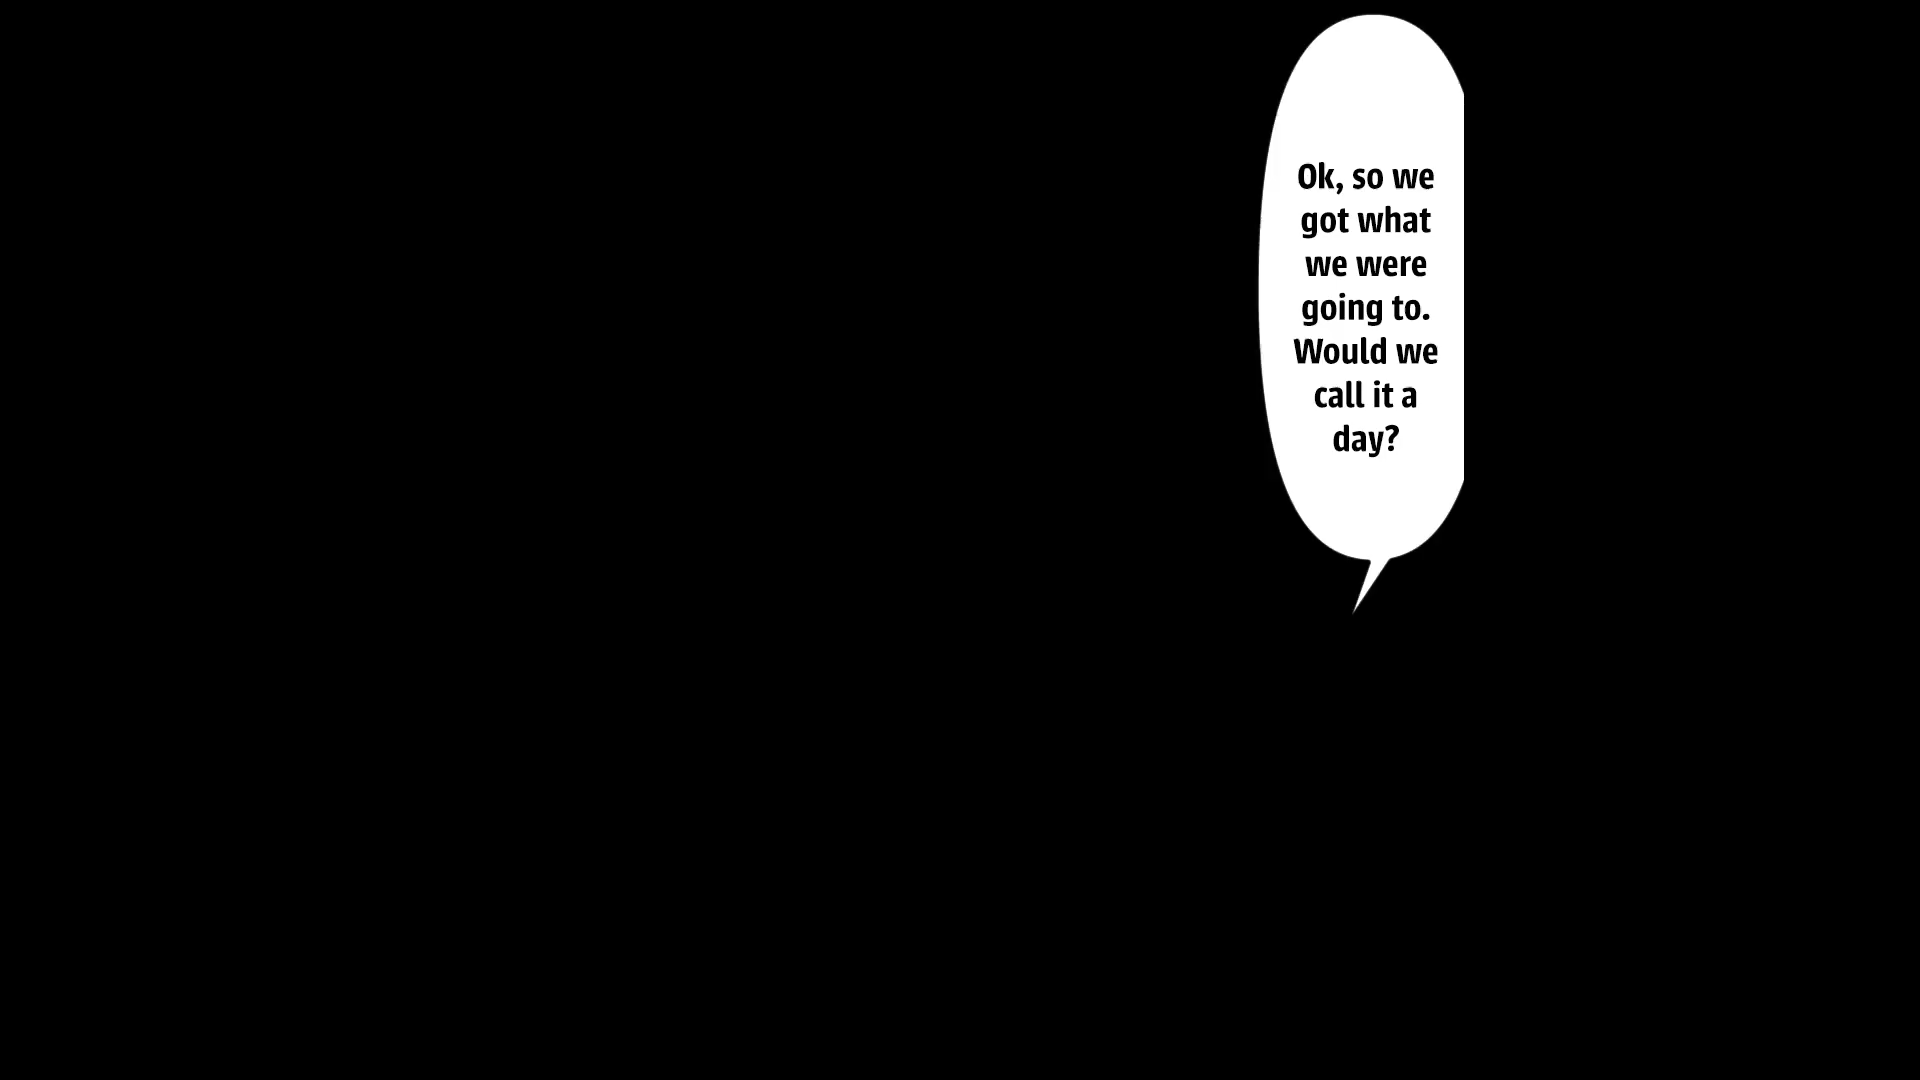 Ok, so we
got what
we were
going to.
Would we
call it a
day?